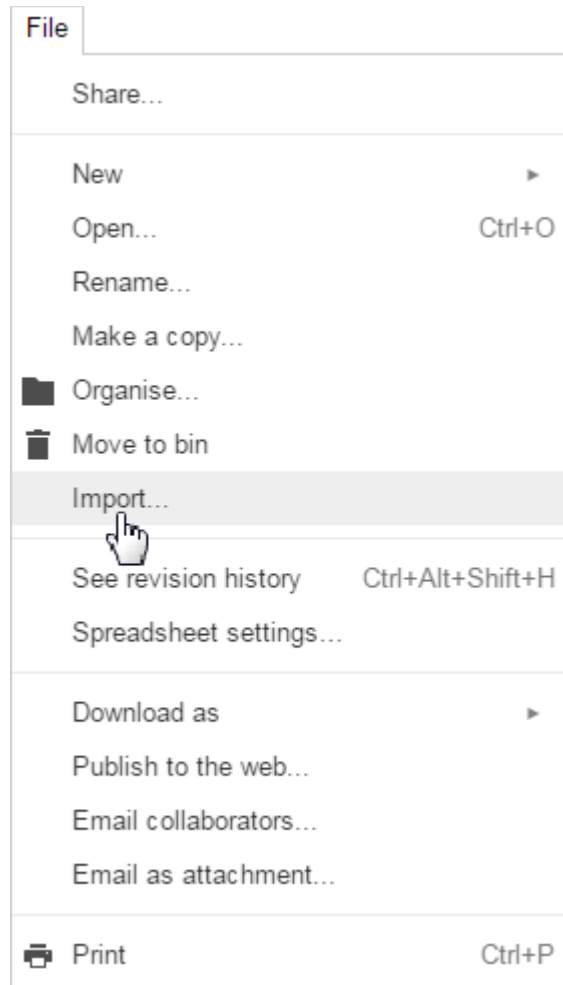 File
Share...
New
Open... Ctrl+O
Rename...
Make a copy...
Organise...
Move to bin
Import...
See revision history Ctrl+Alt+Shift+H
Spreadsheet settings...
Download as
Publish to the web...
Email collaborators...
Email as attachment...
Print Ctrl+P